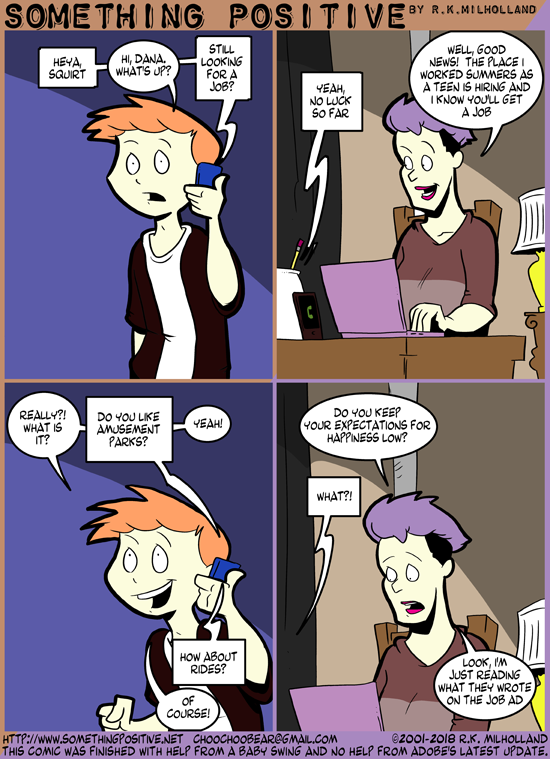 SOMETHING POSITIVE BY R.K.MILHOLLAND
HEYA,
SQUIRT
HI, DANA.
WHAT'S UP?
STILL
LOOKING
FOR A
JOB?
YEAH,
NO LUCK
SO FAR
WELL, GOOD
NEWS! THE PLACE I
WORKED SUMMERS AS
A TEEN IS HIRING AND
I KNOW YOU'LL GET
A JOB
REALLY?!
WHAT IS
IT?
DO YOU LIKE
AMUSEMENT
PARKS?
YEAH!
HOW ABOUT
RIDES?
OF
COURSE!
DO YOU KEEP
YOUR EXPECTATIONS FOR
HAPPINESS LOW?
WHAT?!
LOOK, I'M
JUST READING
WHAT THEY WROTE
ON THE JOB AD
HTTP://WWW.SOMETHINGPOSITIVE.NET CHOOCHOOBEAR@GMAIL.COM ©2001-2018 R.K. MILHOLLAND
THIS COMIC WAS FINISHED WITH HELP FROM A BABY SWING AND NO HELP FROM ADOBE'S LATEST UPDATE.